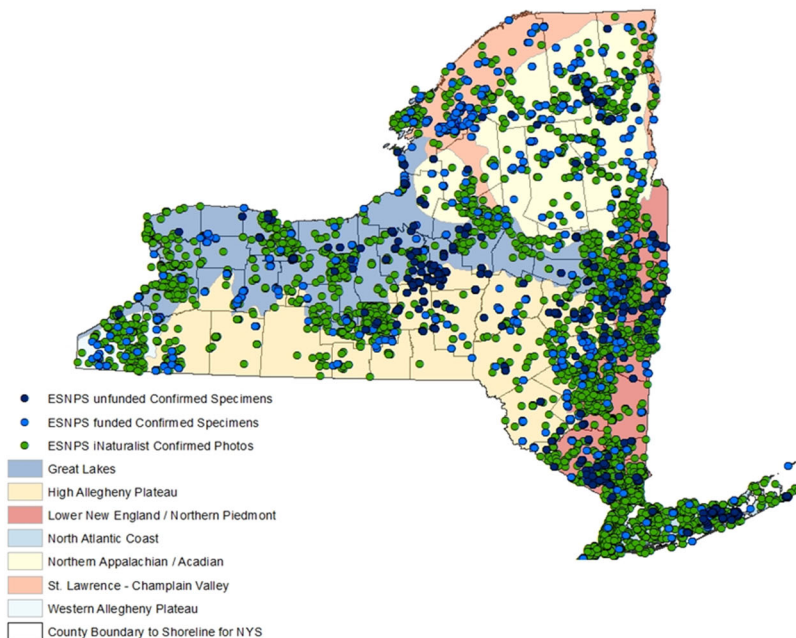 ESNPS unfunded Confirmed Specimens
ESNPS funded Confirmed Specimens
ESNPS iNaturalist Confirmed Photos
Great Lakes
High Allegheny Plateau
Lower New England / Northern Piedmont
North Atlantic Coast
Northern Appalachian / Acadian
St. Lawrence - Champlain Valley
Western Allegheny Plateau
County Boundary to Shoreline for NYS